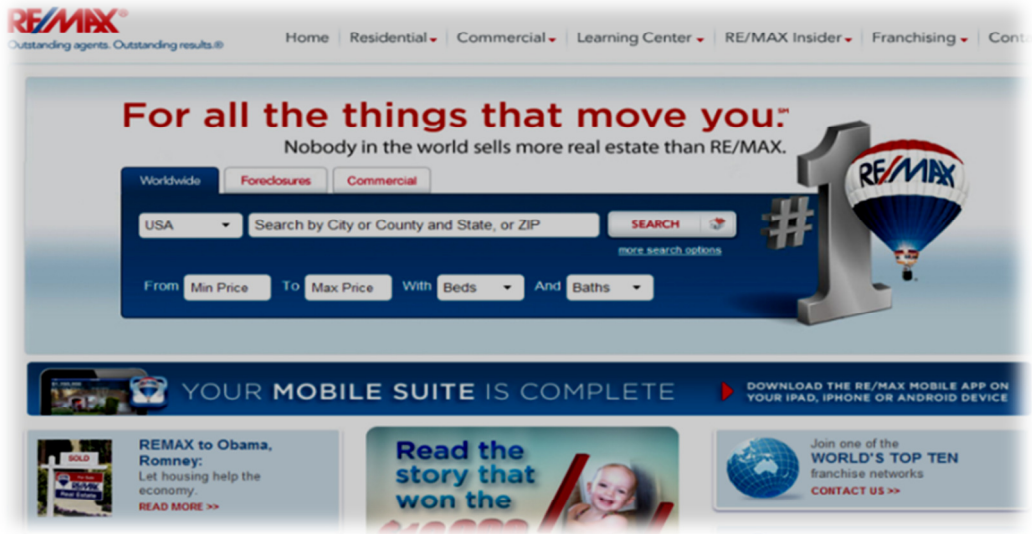 RE/MAX®
Outstanding agents. Outstanding results.®
Home Residential Commercial Learning Center RE/MAX Insider Franchising
For all the things that move you.℠
Nobody in the world sells more real estate than RE/MAX.
#1
RE/MAX
Worldwide Foreclosures Commercial
USA Search by City or County and State, or ZIP SEARCH
more search options
From Min Price To Max Price With Beds And Baths
YOUR MOBILE SUITE IS COMPLETE
DOWNLOAD THE RE/MAX MOBILE APP ON
YOUR IPAD, IPHONE OR ANDROID DEVICE
SOLD
RE/MAX
Real Estate
REMAX to Obama,
Romney:
Let housing help the
economy.
READ MORE >>
Read the
story that
won the
Join one of the
WORLD'S TOP TEN
franchise networks
CONTACT US >>